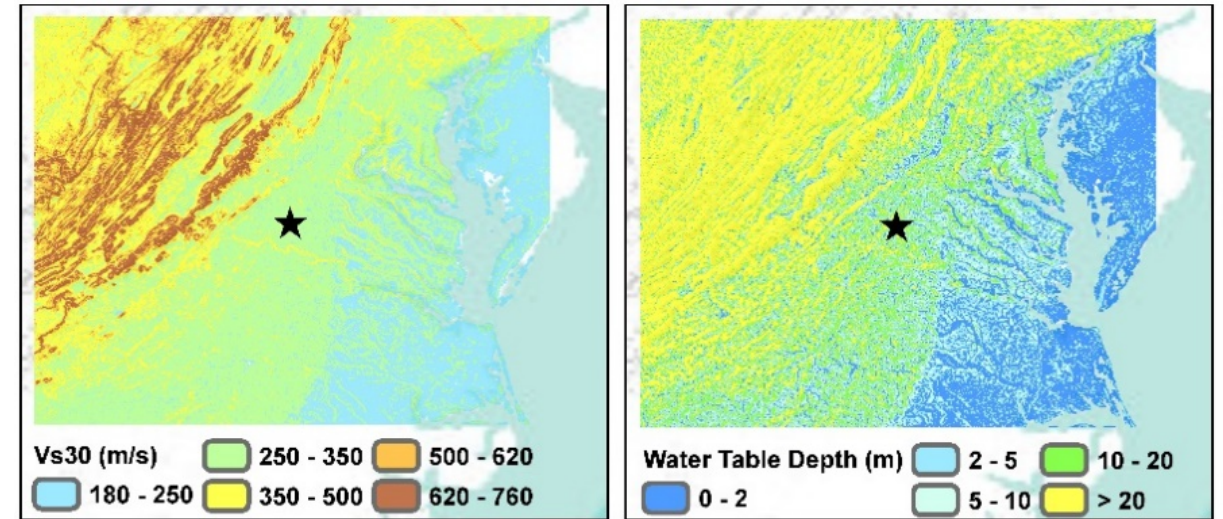 Vs30 (m/s) 250 - 350 500 - 620
180 - 250 350 - 500 620 - 760
Water Table Depth (m) 2 - 5 10 - 20
0 - 2 5 - 10 > 20